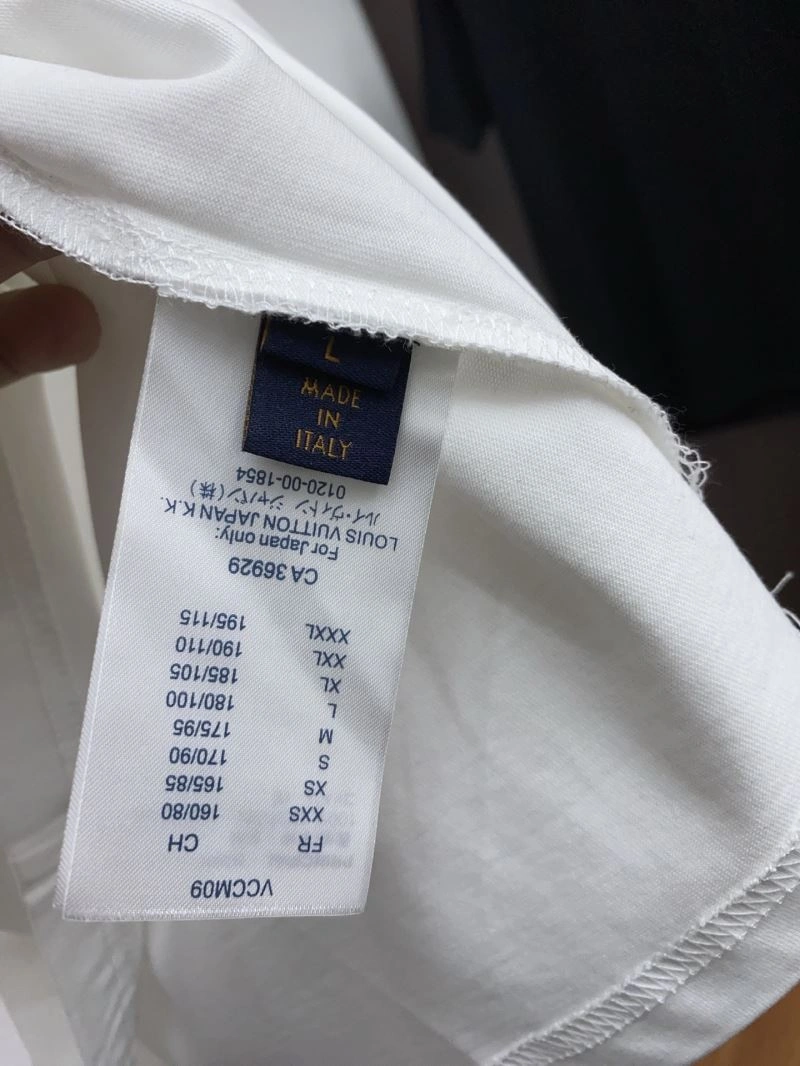 L
MADE
IN
ITALY
VCCM09
FR CH
XXS 160/80
XS 165/85
S 170/90
M 175/95
L 180/100
XL 185/105
XXL 190/110
XXXL 195/115
CA 36929
For Japan only:
LOUIS VUITTON JAPAN K.K.
ルイ・ヴィトン ジャパン(株)
0120-00-1854